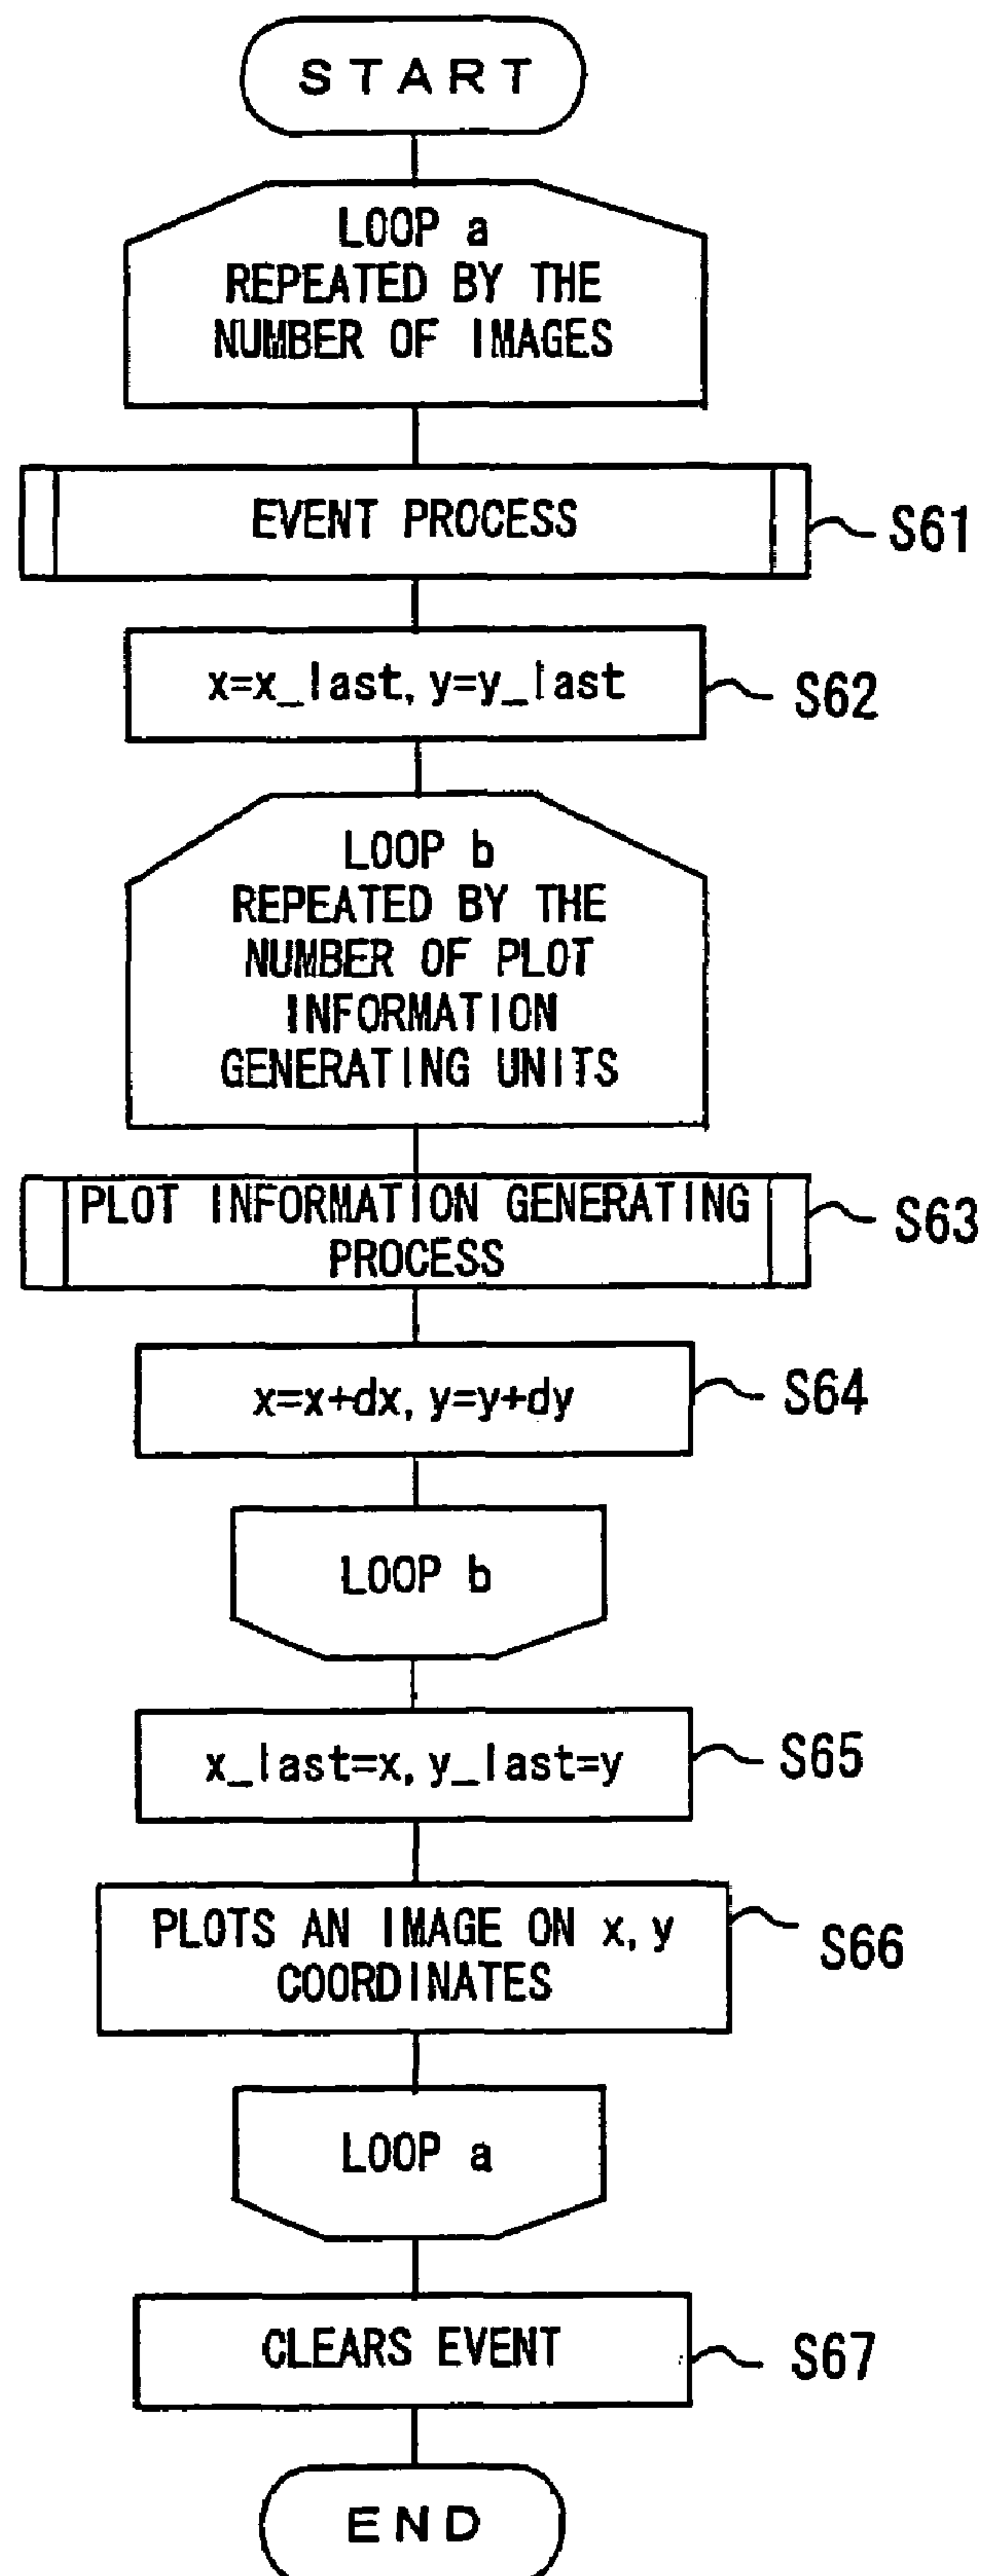 START
LOOP a
REPEATED BY THE
NUMBER OF IMAGES
EVENT PROCESS
S61
x=x_last, y=y_last
S62
LOOP b
REPEATED BY THE
NUMBER OF PLOT
INFORMATION
GENERATING UNITS
PLOT INFORMATION GENERATING
PROCESS
S63
x=x+dx, y=y+dy
S64
LOOP b
x_last=x, y_last=y
S65
PLOTS AN IMAGE ON x, y
COORDINATES
S66
LOOP a
CLEARS EVENT
S67
END